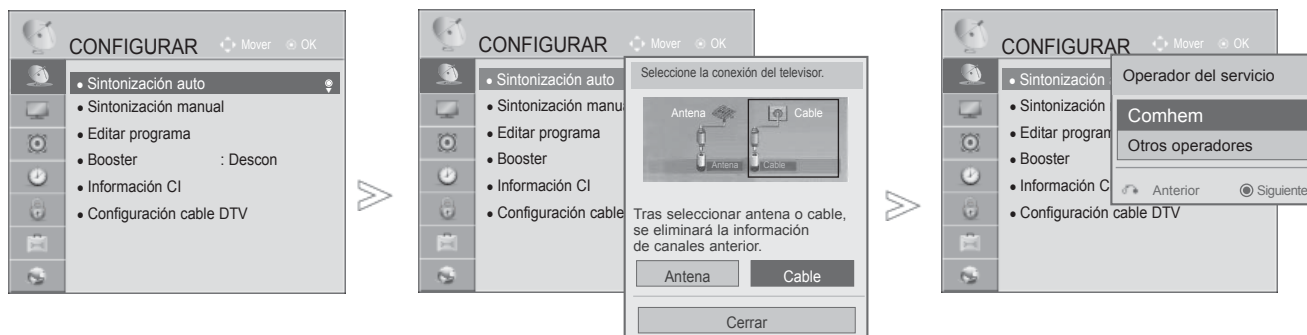 CONFIGURAR Mover OK
• Sintonización auto
• Sintonización manual
• Editar programa
• Booster : Descon
• Información CI
• Configuración cable DTV
CONFIGURAR Mover OK
• Sintonización auto
• Sintonización manu
• Editar programa
• Booster
• Información CI
• Configuración cable
Seleccione la conexión del televisor.
Antena Cable
Antena Cable
Tras seleccionar antena o cable,
se eliminará la información
de canales anterior.
Antena Cable
Cerrar
CONFIGURAR Mover OK
• Sintonización
• Sintonización
• Editar program
• Booster
• Información C
• Configuración cable DTV
Operador del servicio
Comhem
Otros operadores
Anterior Siguiente